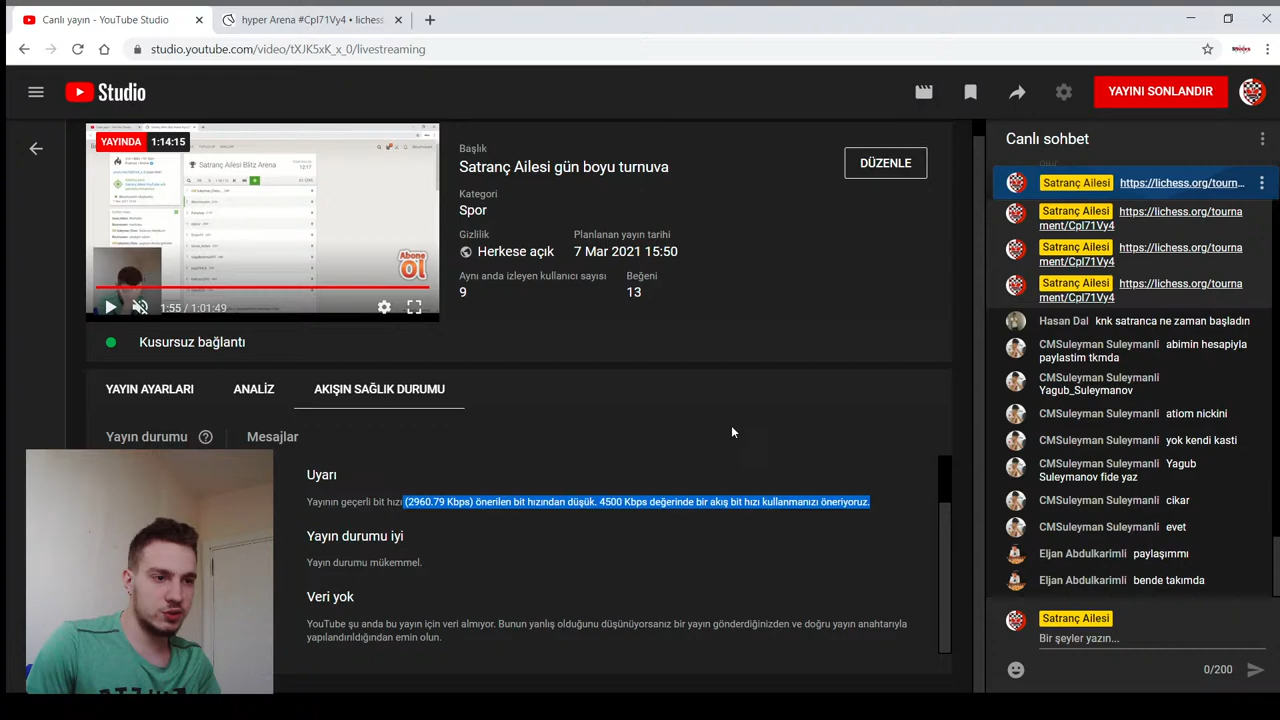 Canlı yayın - YouTube Studio
hyper Arena #Cpl71Vy4 • lichess
studio.youtube.com/video/tXJK5xK_x_0/livestreaming
Studio
YAYINI SONLANDIR
YAYINDA 1:14:15
Satranç Ailesi Blitz Arena
12:17
Abone
ol
1:55 / 1:01:49
Başlık
Satranç Ailesi gün boyu turnuva
DÜZENLE
Kategori
Spor
Gizlilik
Planlanan yayın tarihi
Herkese açık
7 Mar 2021 15:50
Aynı anda izleyen kullanıcı sayısı
Beğeni
9
13
Kusursuz bağlantı
YAYIN AYARLARI
ANALİZ
AKIŞIN SAĞLIK DURUMU
Yayın durumu
Mesajlar
Uyarı
Yayının geçerli bit hızı (2960.79 Kbps) önerilen bit hızından düşük. 4500 Kbps değerinde bir akış bit hızı kullanmanızı öneriyoruz.
Yayın durumu iyi
Yayın durumu mükemmel.
Veri yok
YouTube şu anda bu yayın için veri almıyor. Bunun yanlış olduğunu düşünüyorsanız bir yayın gönderdiğinizden ve doğru yayın anahtarıyla
yapılandırıldığından emin olun.
Canlı sohbet
Satranç Ailesi https://lichess.org/tourn...
Satranç Ailesi https://lichess.org/tourna
ment/Cpl71Vy4
Satranç Ailesi https://lichess.org/tourna
ment/Cpl71Vy4
Satranç Ailesi https://lichess.org/tourna
ment/Cpl71Vy4
Hasan Dal knk satranca ne zaman başladın
CMSuleyman Suleymanli abimin hesapiyla
paylastim tkmda
CMSuleyman Suleymanli
Yagub_Suleymanov
CMSuleyman Suleymanli atiom nickini
CMSuleyman Suleymanli yok kendi kasti
CMSuleyman Suleymanli Yagub
Suleymanov fide yaz
CMSuleyman Suleymanli cikar
CMSuleyman Suleymanli evet
Eljan Abdulkarimli paylaşımmı
Eljan Abdulkarimli bende takımda
Satranç Ailesi
Bir şeyler yazın...
0/200